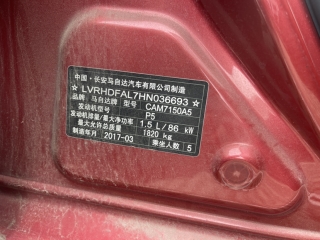 中国·长安马自达汽车有限公司制造
☆LVRHDFAL7HN036693☆
品牌 马自达牌 型号 CAM7150A5
发动机型号 P5
发动机排量/最大净功率 1.5 L/86 kW
最大允许总质量 1820 kg
制造年月 2017-03 乘坐人数 5